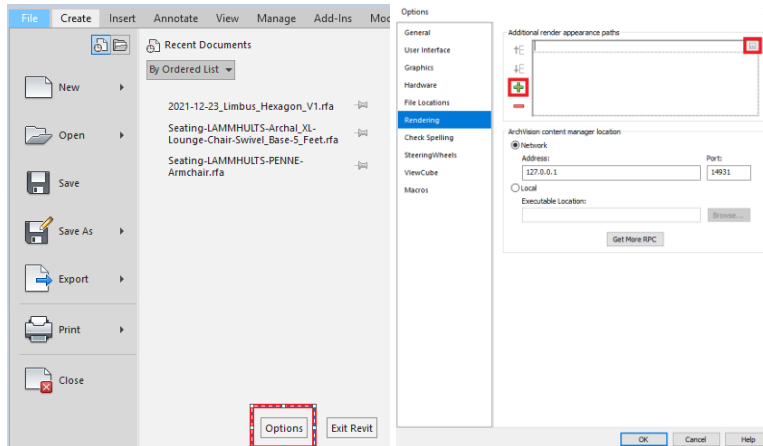 File Create Insert Annotate View Manage Add-Ins Moc
Recent Documents
By Ordered List
New
Open
Save
Save As
Export
Print
Close
2021-12-23_Limbus_Hexagon_V1.rfa
Seating-LAMMHULTS-Archal_XL-
Lounge-Chair-Swivel_Base-5_Feet.rfa
Seating-LAMMHULTS-PENNE-
Armchair.rfa
Options Exit Revit
Options
General
User Interface
Graphics
Hardware
File Locations
Rendering
Check Spelling
SteeringWheels
ViewCube
Macros
Additional render appearance paths
ArchVision content manager location
Network
Address: Port:
127.0.0.1 14931
Local
Executable Location:
Browse...
Get More RPC
OK Cancel Help